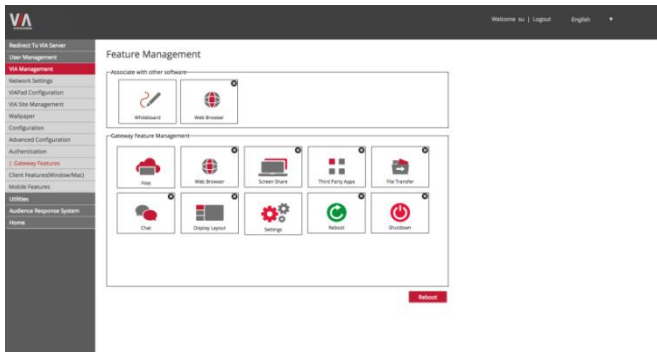 VIA
Welcome su | Logout English
Redirect To VIA Server
User Management
VIA Management
Network Settings
VIAPad Configuration
VIA Site Management
Wallpaper
Configuration
Advanced Configuration
Authentication
| Gateway Features
Client Features(Window/Mac)
Mobile Features
Utilities
Audience Response System
Home
Feature Management
Associate with other software
Whiteboard Web Browser
Gateway Feature Management
Files Web Browser Screen Share Third Party Apps File Transfer
Chat Display Layout Settings Reboot Shutdown
Reboot